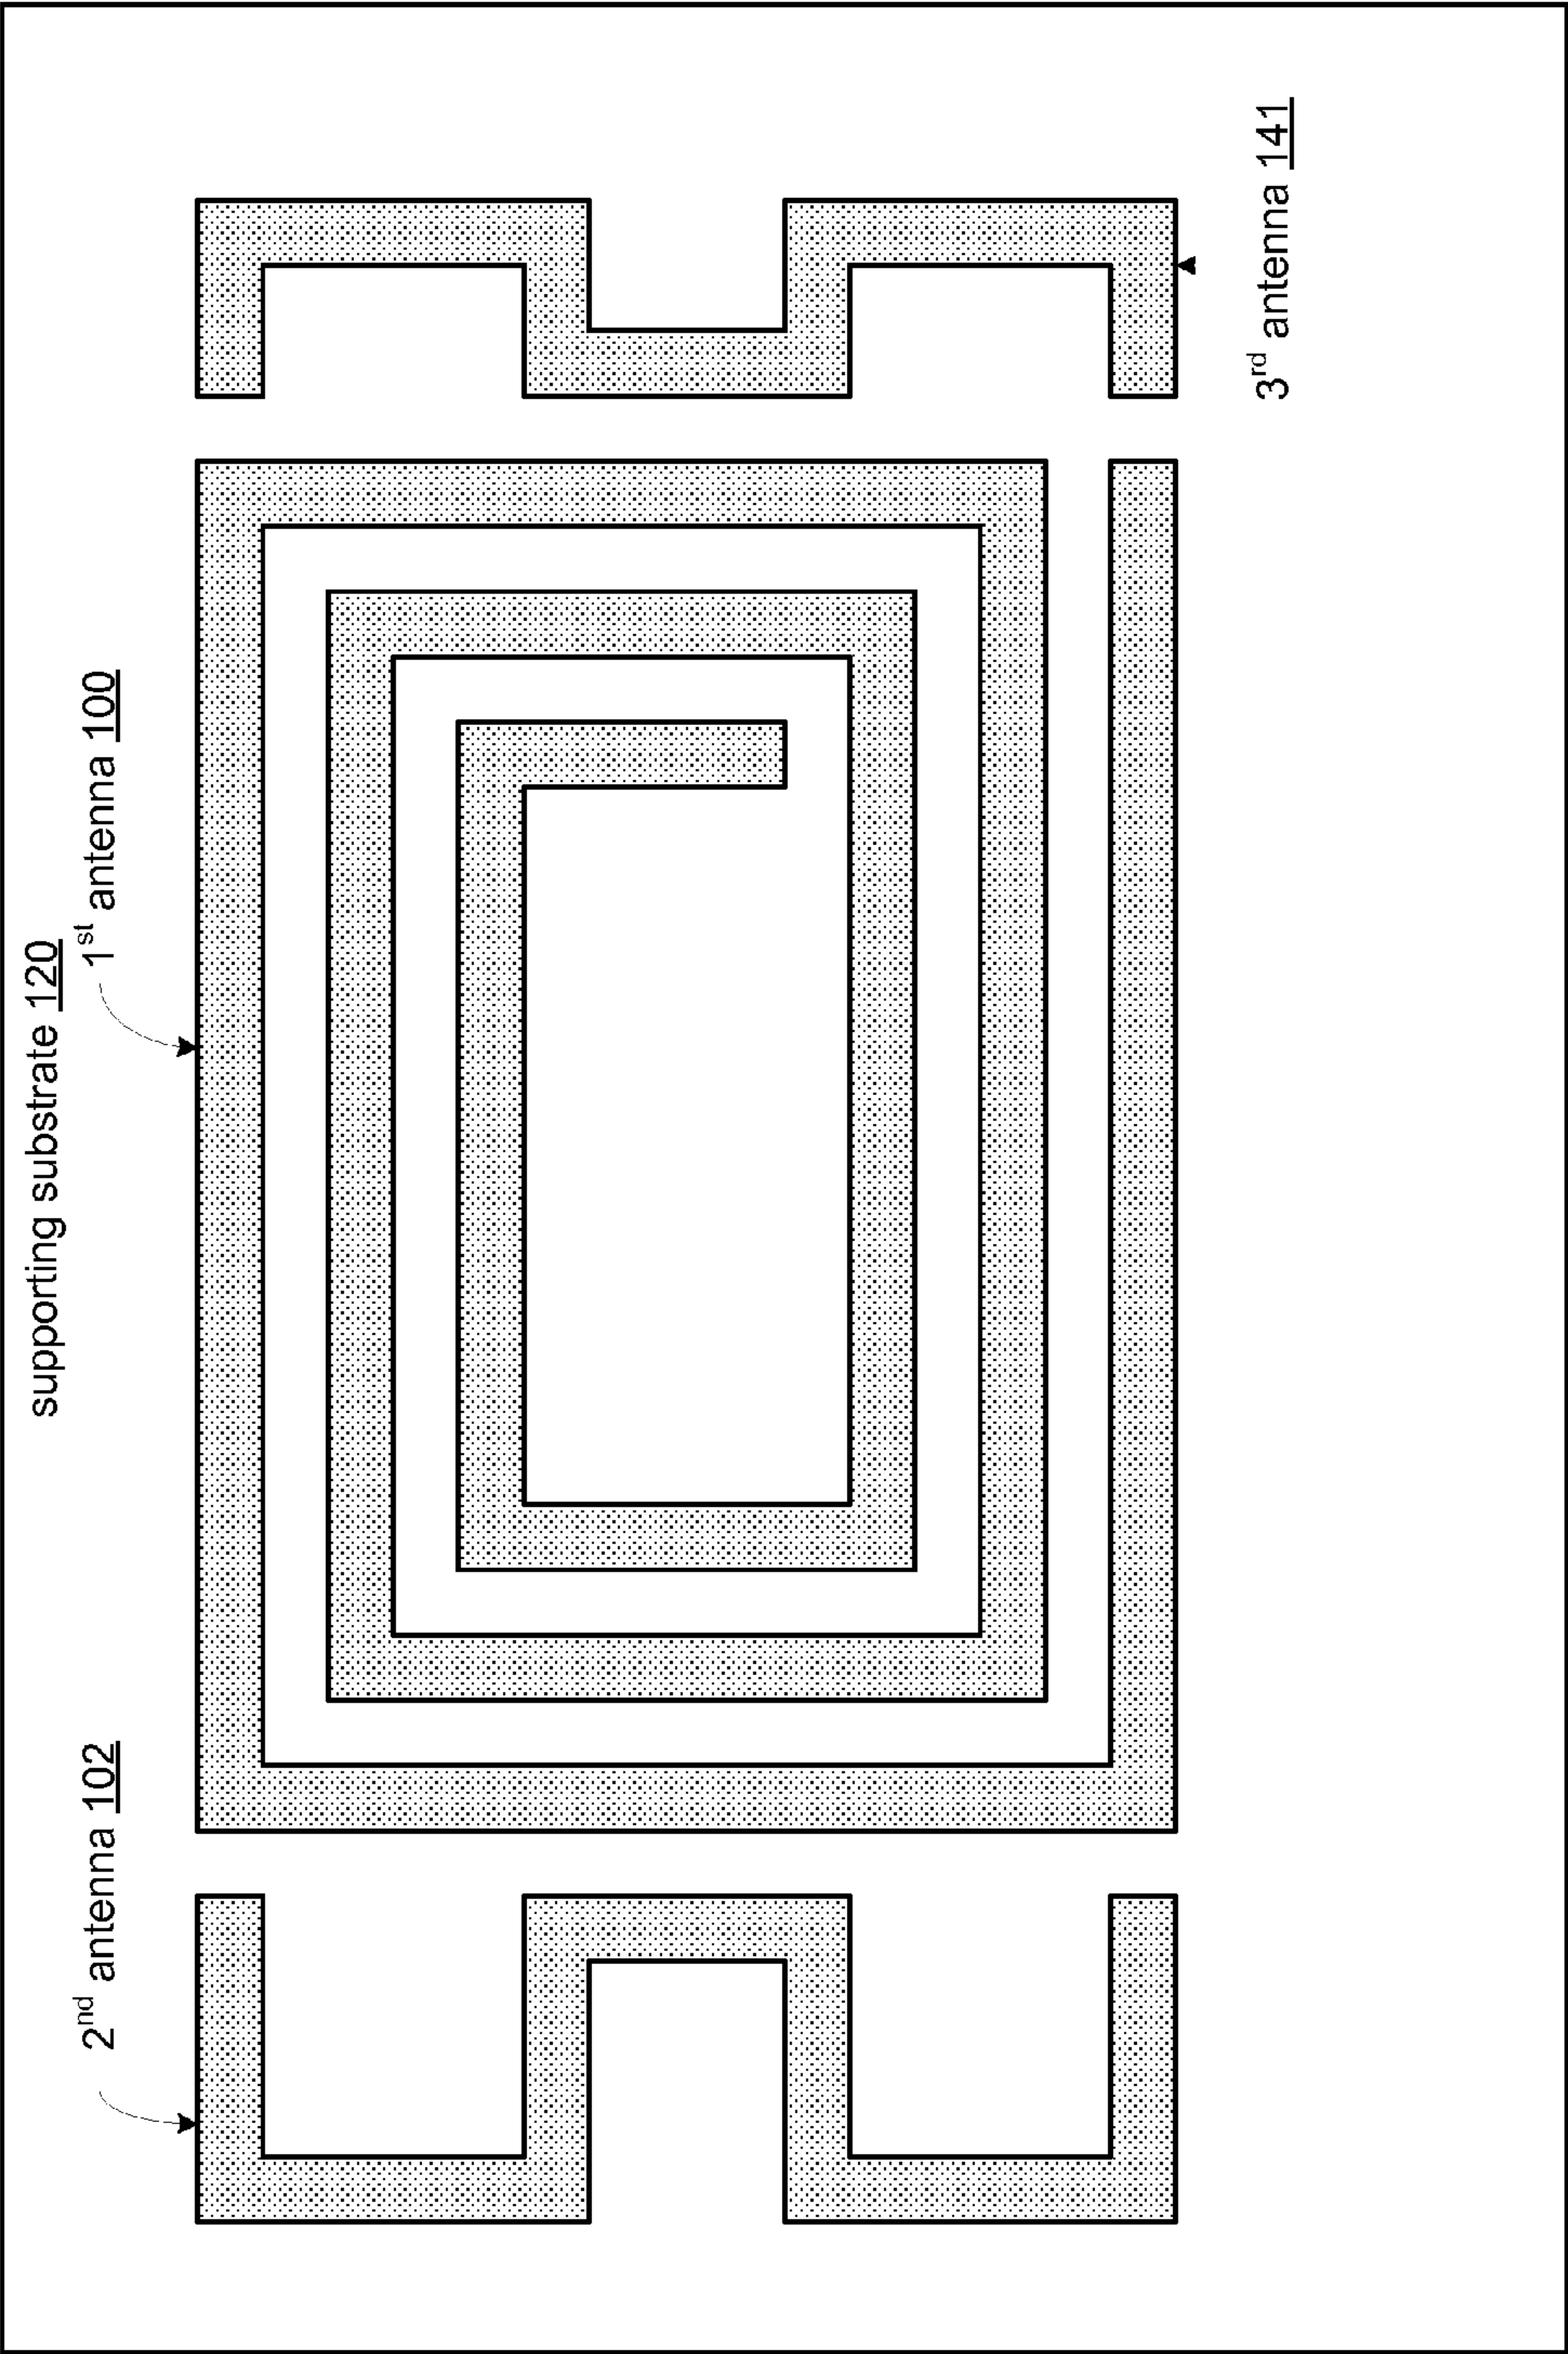 supporting substrate 120
2nd antenna 102
1st antenna 100
3rd antenna 141